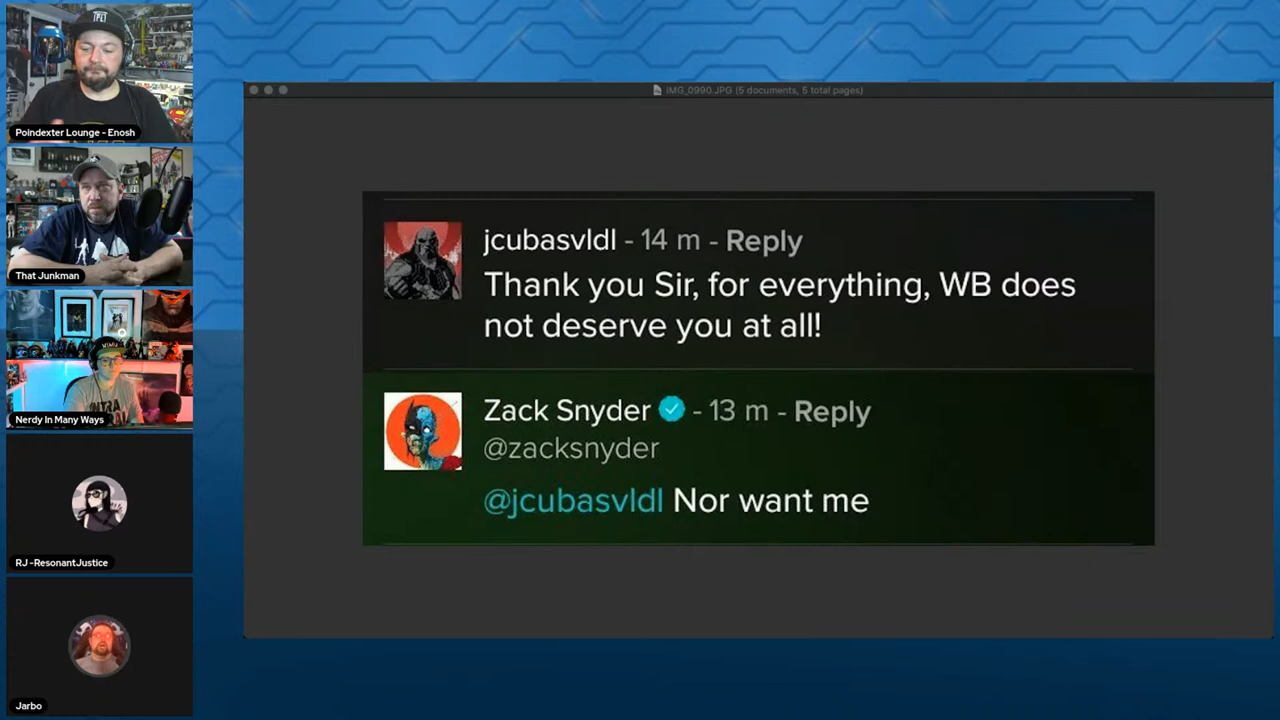 Poindexter Lounge - Enosh
That Junkman
Nerdy In Many Ways
RJ -ResonantJustice
Jarbo
IMG_0990.JPG (5 documents, 5 total pages)
jcubasvldl - 14 m - Reply
Thank you Sir, for everything, WB does
not deserve you at all!
Zack Snyder - 13 m - Reply
@zacksnyder
@jcubasvldl Nor want me